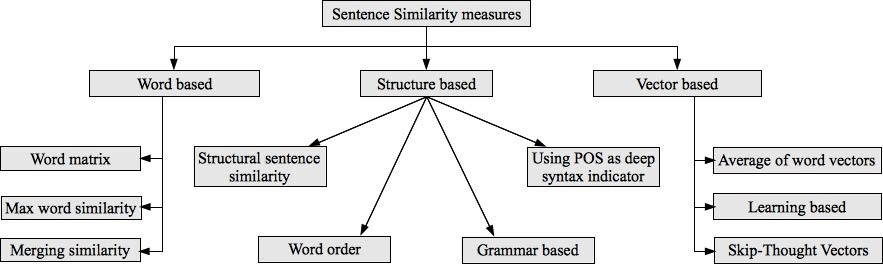 Sentence Similarity measures
Word based
Structure based
Vector based
Word matrix
Structural sentence
similarity
Using POS as deep
syntax indicator
Average of word vectors
Max word similarity
Learning based
Merging similarity
Word order
Grammar based
Skip-Thought Vectors